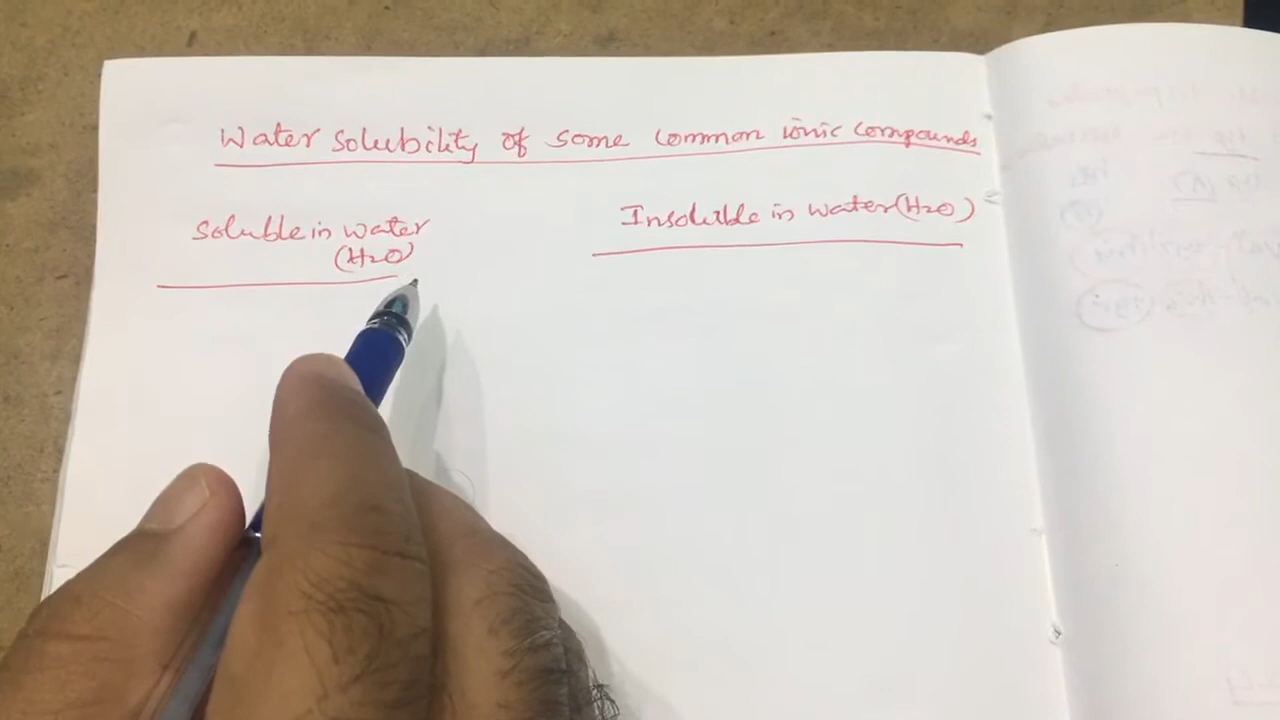 Water solubility of some common ionic compounds
Soluble in water
(H2O)
Insoluble in water (H2O)